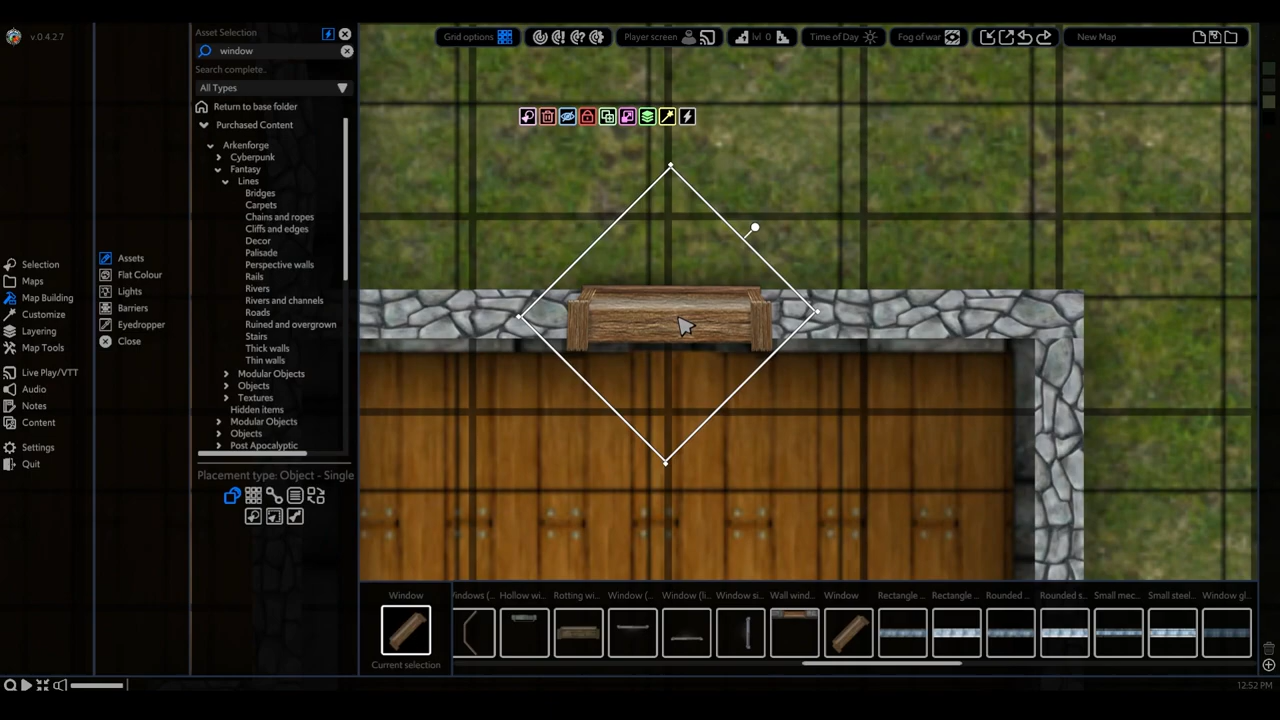 v.0.4.2.7
Asset Selection
window
Search complete.
All Types
Return to base folder
Purchased Content
Arkenforge
Cyberpunk
Fantasy
Lines
Bridges
Carpets
Chains and ropes
Cliffs and edges
Decor
Palisade
Perspective walls
Rails
Rivers
Rivers and channels
Roads
Ruined and overgrown
Stairs
Thick walls
Thin walls
Modular Objects
Objects
Textures
Hidden items
Modular Objects
Objects
Post Apocalyptic
Placement type: Object - Single
Selection
Maps
Map Building
Customize
Layering
Map Tools
Live Play/VTT
Audio
Notes
Content
Settings
Quit
Assets
Flat Colour
Lights
Barriers
Eyedropper
Close
Grid options
Player screen
lvl 0
Time of Day
Fog of war
New Map
Window
Current selection
Windows (..
Hollow wi...
Rotting wi...
Window (...
Window (li...
Window si...
Wall wind...
Window
Rectangle ...
Rectangle ...
Rounded ...
Rounded s...
Small mec...
Small steel...
Window gl...
12:52 PM